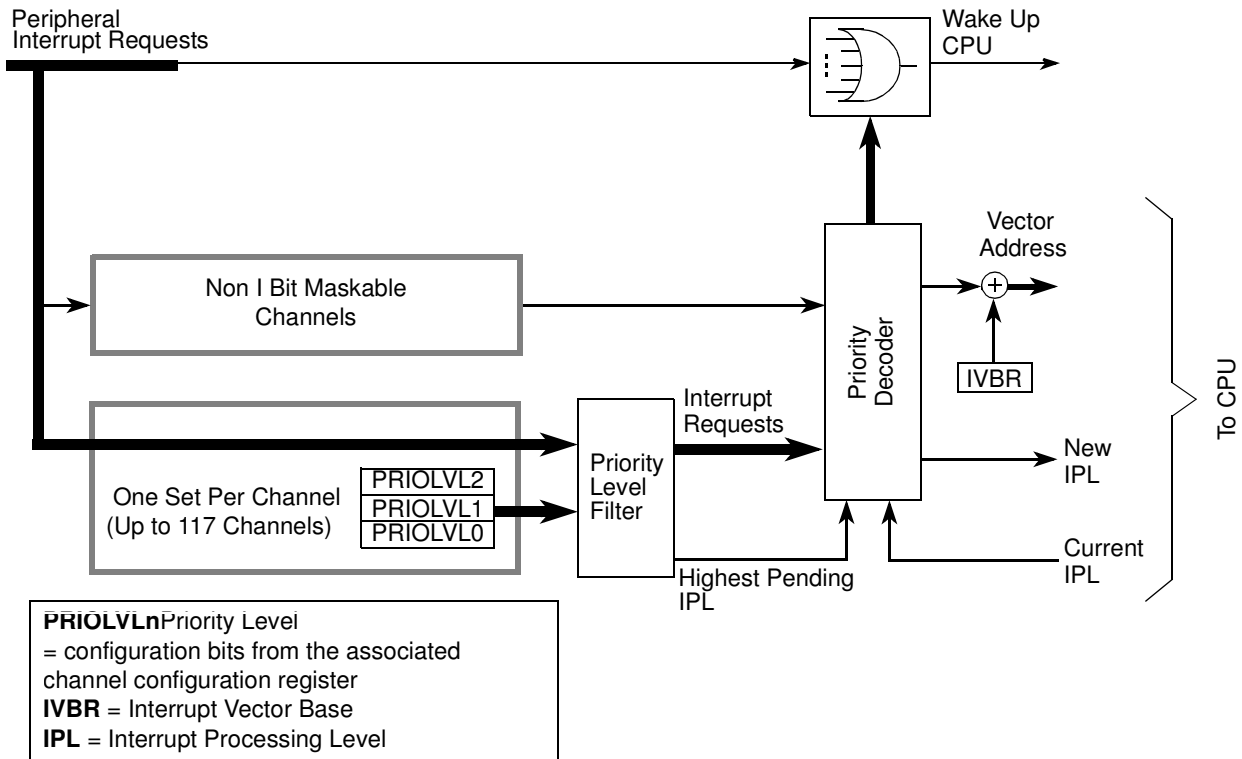 Peripheral
Interrupt Requests
Wake Up
CPU
Vector
Address
Non I Bit Maskable
Channels
Priority
Decoder
IVBR
To CPU
Interrupt
Requests
Priority
Level
Filter
New
IPL
One Set Per Channel
(Up to 117 Channels)
PRIOLVL2
PRIOLVL1
PRIOLVL0
Highest Pending
IPL
Current
IPL
PRIOLVLnPriority Level
= configuration bits from the associated
channel configuration register
IVBR = Interrupt Vector Base
IPL = Interrupt Processing Level